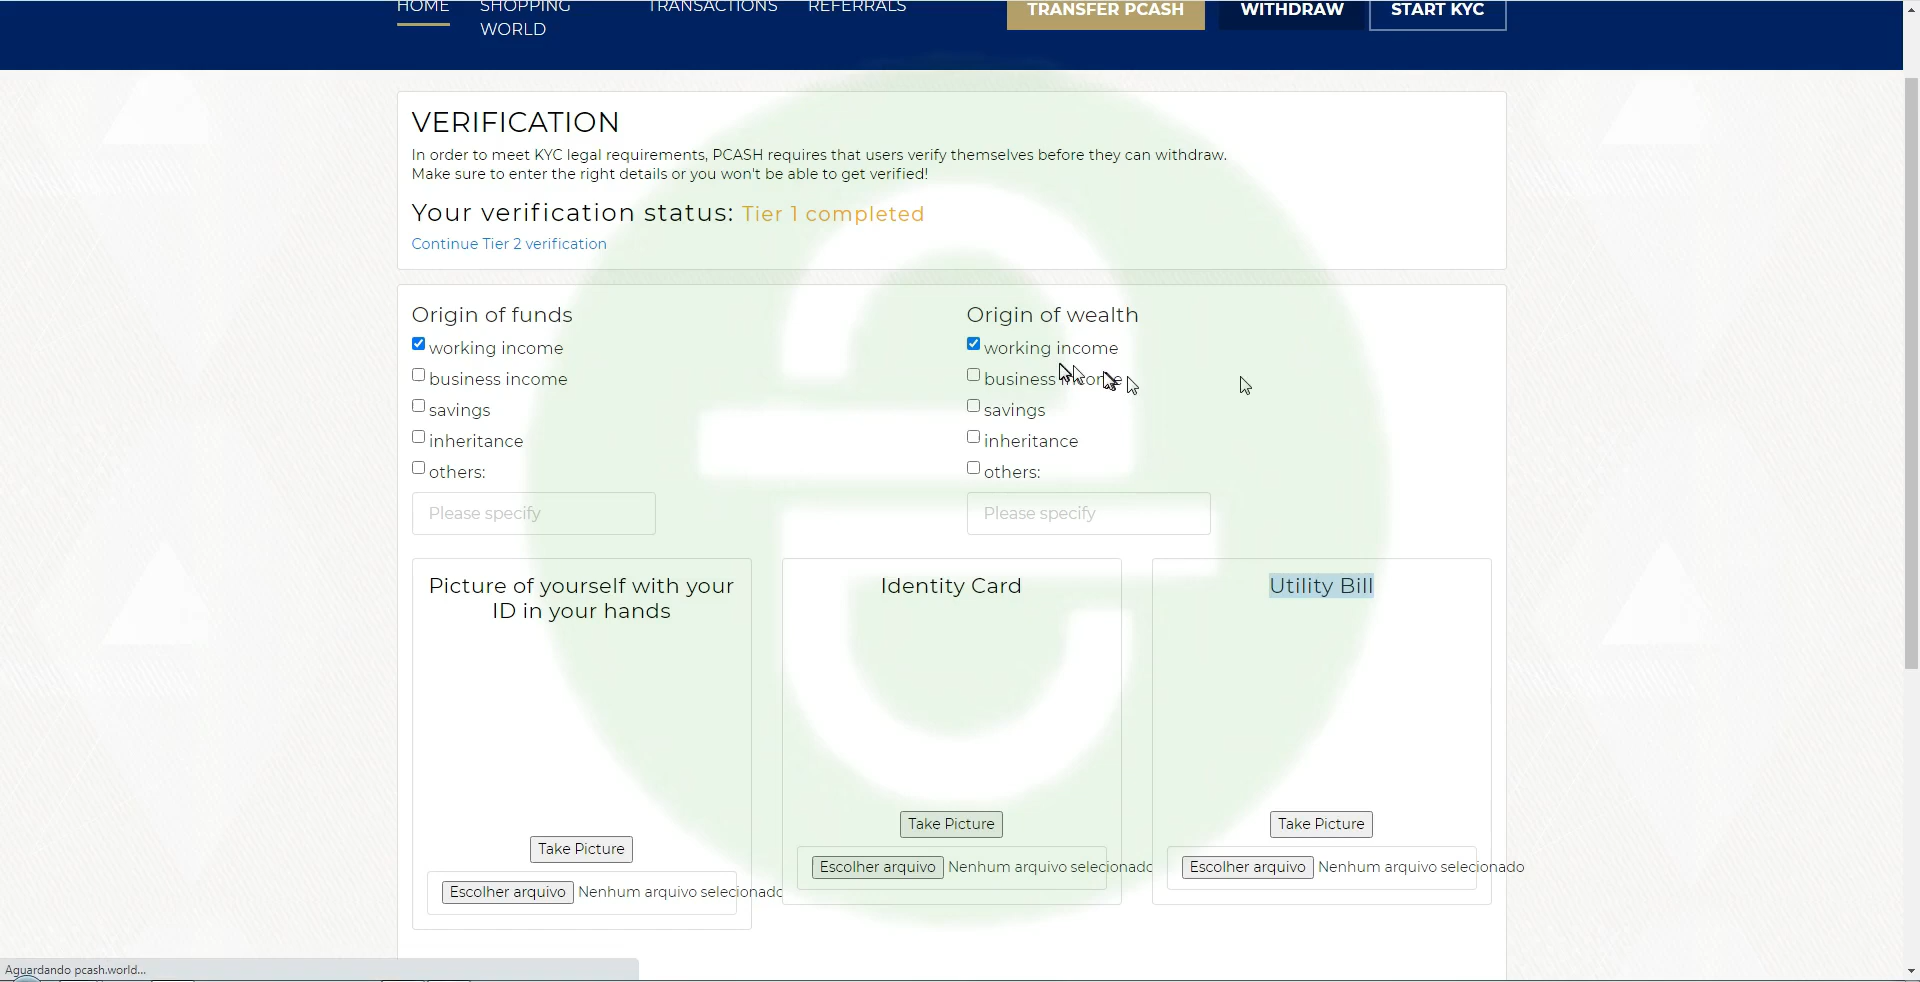 HOME
SHOPPING
WORLD
TRANSACTIONS
REFERRALS
TRANSFER PCASH
WITHDRAW
START KYC
VERIFICATION
In order to meet KYC legal requirements, PCASH requires that users verify themselves before they can withdraw.
Make sure to enter the right details or you won't be able to get verified!
Your verification status: Tier 1 completed
Continue Tier 2 verification
Origin of funds
working income
business income
savings
inheritance
others:
Please specify
Origin of wealth
working income
business income
savings
inheritance
others:
Please specify
Picture of yourself with your
ID in your hands
Take Picture
Escolher arquivo Nenhum arquivo selecionado
Identity Card
Take Picture
Escolher arquivo Nenhum arquivo selecionado
Utility Bill
Take Picture
Escolher arquivo Nenhum arquivo selecionado
Aguardando pcash.world...